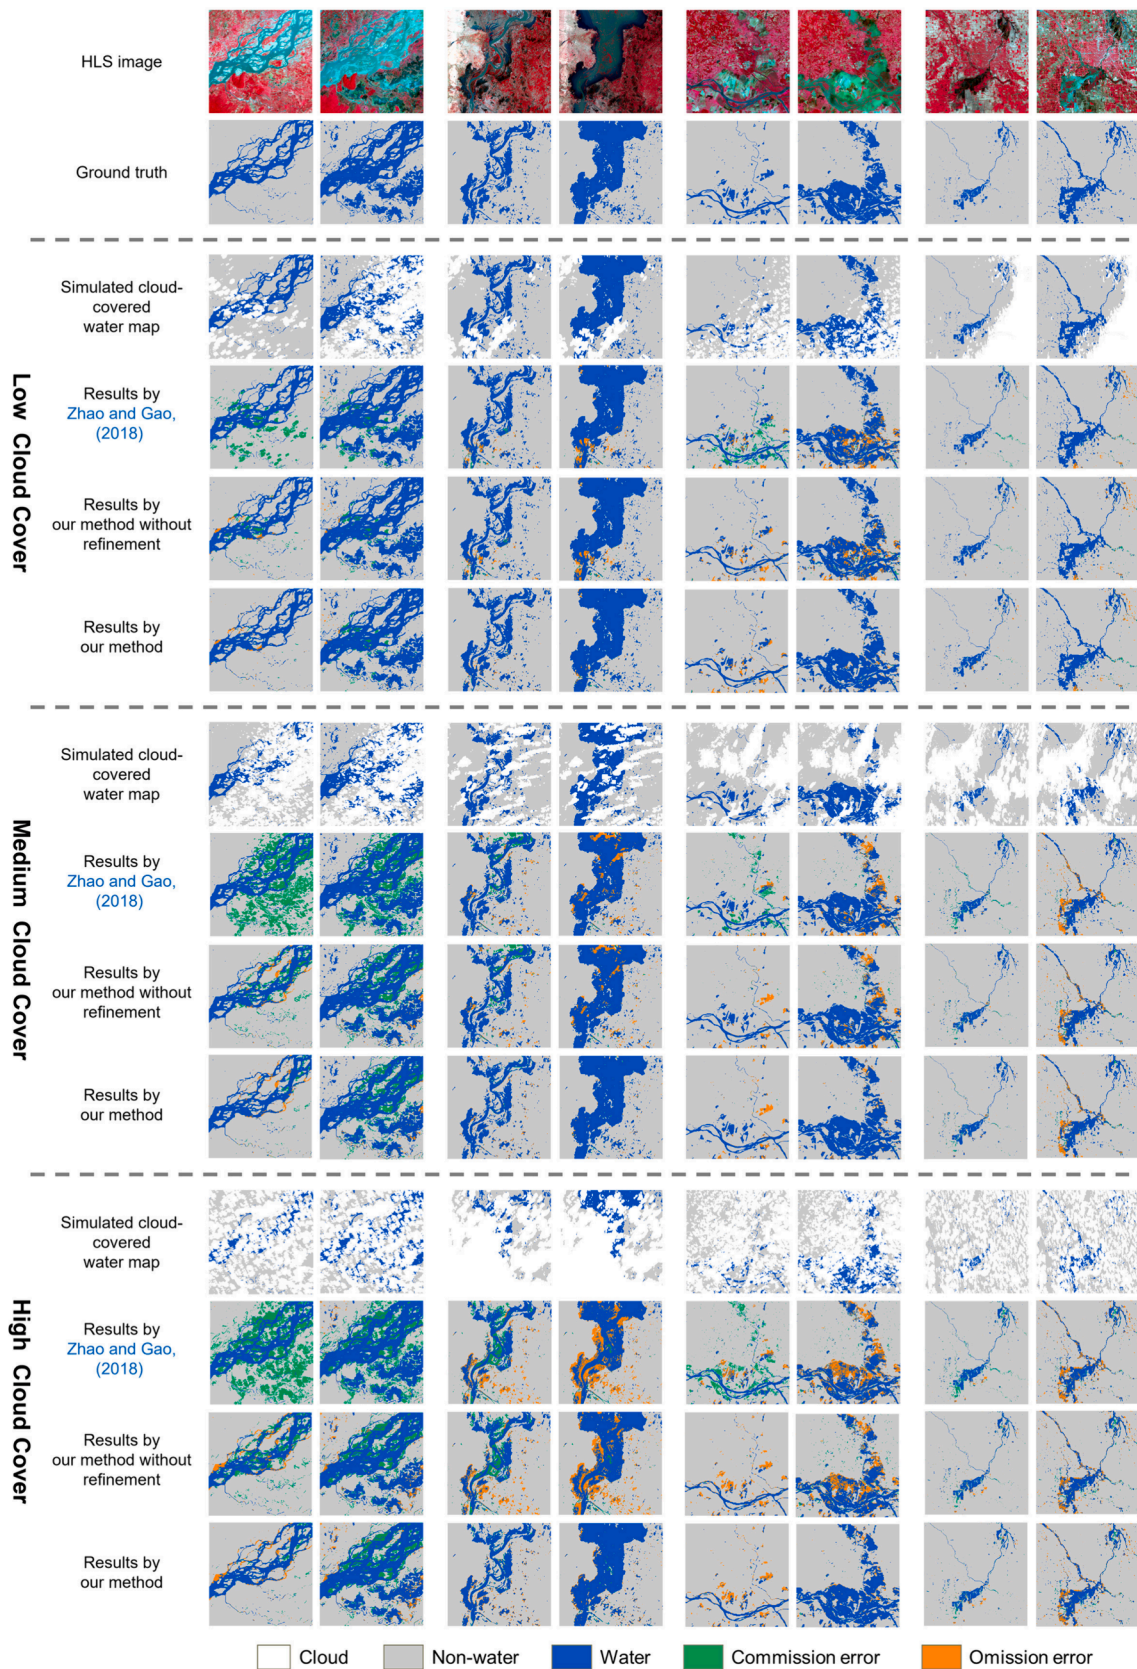 HLS image
Ground truth
Low Cloud Cover
Simulated cloud-
covered
water map
Results by
Zhao and Gao,
(2018)
Results by
our method without
refinement
Results by
our method
Medium Cloud Cover
Simulated cloud-
covered
water map
Results by
Zhao and Gao,
(2018)
Results by
our method without
refinement
Results by
our method
High Cloud Cover
Simulated cloud-
covered
water map
Results by
Zhao and Gao,
(2018)
Results by
our method without
refinement
Results by
our method
Cloud
Non-water
Water
Commission error
Omission error